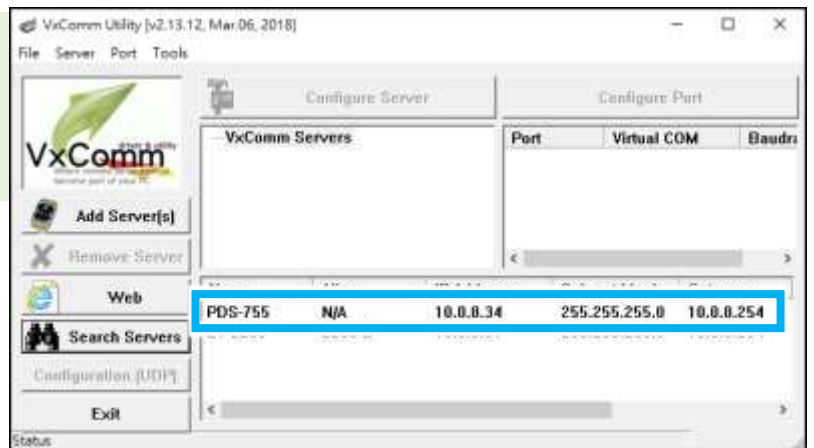 VxComm Utility [v2.13.12, Mar.06, 2018]
File Server Port Tools
Configure Server
Configure Port
VxComm
driver & utility
VxComm Servers
Port Virtual COM Baudra
Add Server(s)
Remove Server
Web
PDS-755 N/A 10.0.8.34 255.255.255.0 10.0.8.254
Search Servers
Configuration (UDP)
Exit
Status